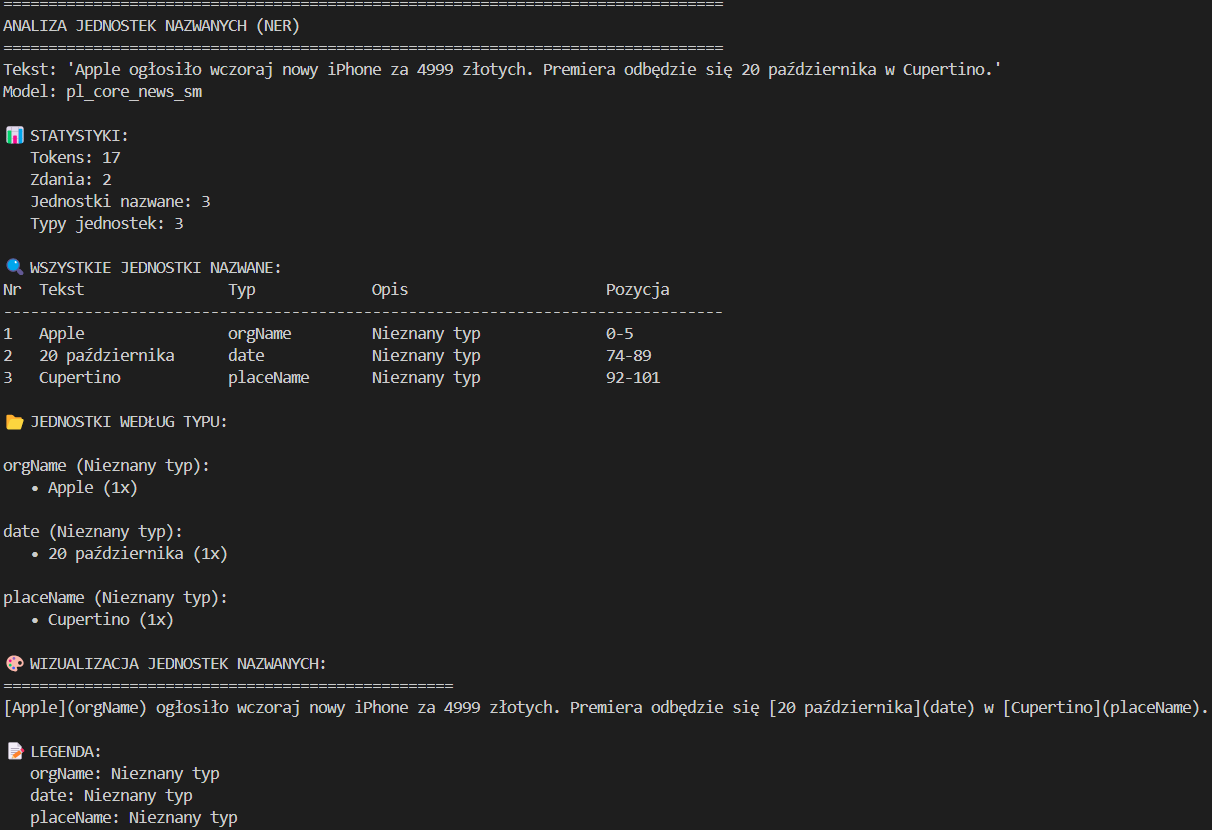 ================================================================================
ANALIZA JEDNOSTEK NAZWANYCH (NER)
================================================================================
Tekst: 'Apple ogłosiło wczoraj nowy iPhone za 4999 złotych. Premiera odbędzie się 20 października w Cupertino.'
Model: pl_core_news_sm
📊 STATYSTYKI:
Tokens: 17
Zdania: 2
Jednostki nazwane: 3
Typy jednostek: 3
🔍 WSZYSTKIE JEDNOSTKI NAZWANE:
Nr Tekst Typ Opis Pozycja
--------------------------------------------------------------------------------
1 Apple orgName Nieznany typ 0-5
2 20 października date Nieznany typ 74-89
3 Cupertino placeName Nieznany typ 92-101
📂 JEDNOSTKI WEDŁUG TYPU:
orgName (Nieznany typ):
• Apple (1x)
date (Nieznany typ):
• 20 października (1x)
placeName (Nieznany typ):
• Cupertino (1x)
🎨 WIZUALIZACJA JEDNOSTEK NAZWANYCH:
==================================================
[Apple](orgName) ogłosiło wczoraj nowy iPhone za 4999 złotych. Premiera odbędzie się [20 października](date) w [Cupertino](placeName).
📝 LEGENDA:
orgName: Nieznany typ
date: Nieznany typ
placeName: Nieznany typ